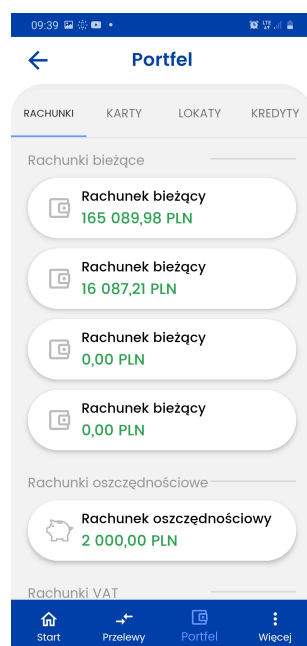 09:39
Portfel
RACHUNKI KARTY LOKATY KREDYTY
Rachunki bieżące
Rachunek bieżący
165 089,98 PLN
Rachunek bieżący
16 087,21 PLN
Rachunek bieżący
0,00 PLN
Rachunek bieżący
0,00 PLN
Rachunki oszczędnościowe
Rachunek oszczędnościowy
2 000,00 PLN
Rachunki VAT
Start Przelewy Portfel Więcej